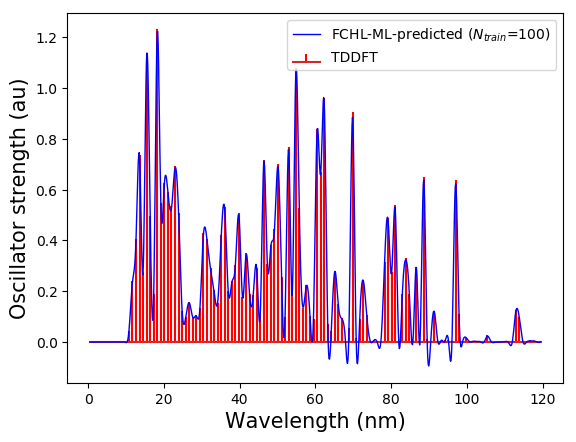 FCHL-ML-predicted (N_train=100)
TDDFT
Oscillator strength (au)
1.2
1.0
0.8
0.6
0.4
0.2
0.0
0 20 40 60 80 100 120
Wavelength (nm)